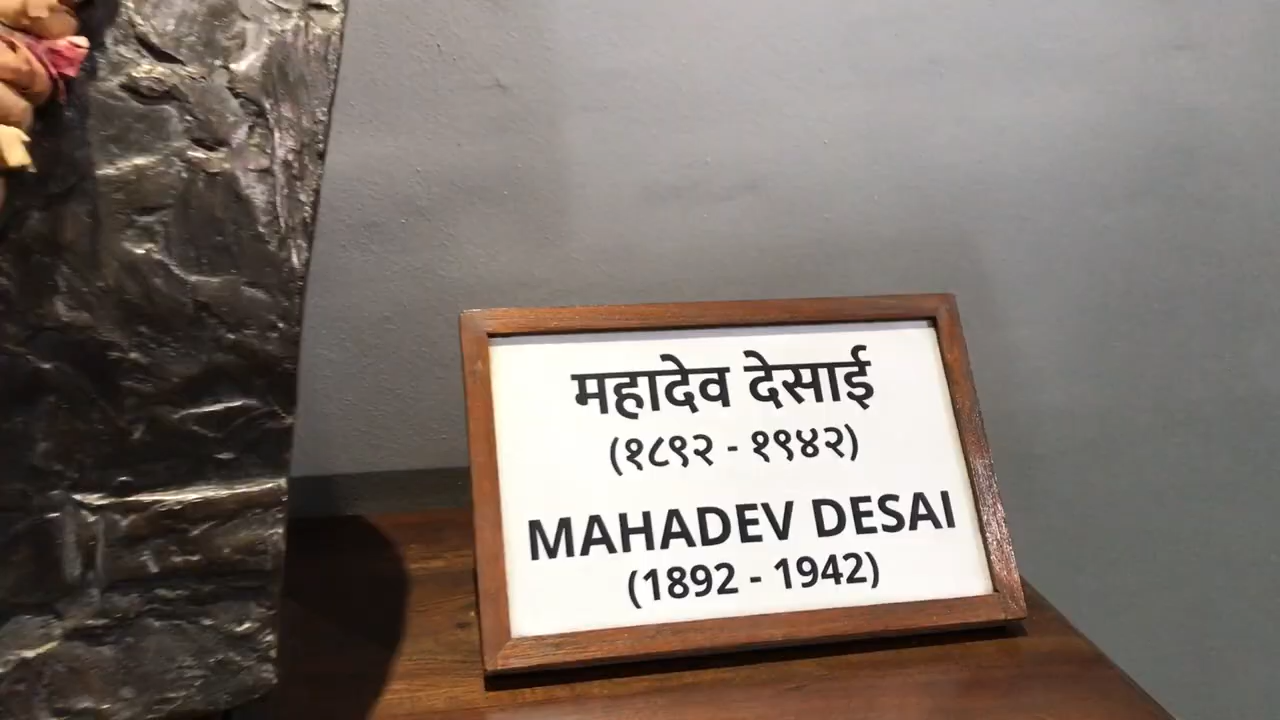 महादेव देसाई
(१८९२ - १९४२)
MAHADEV DESAI
(1892 - 1942)